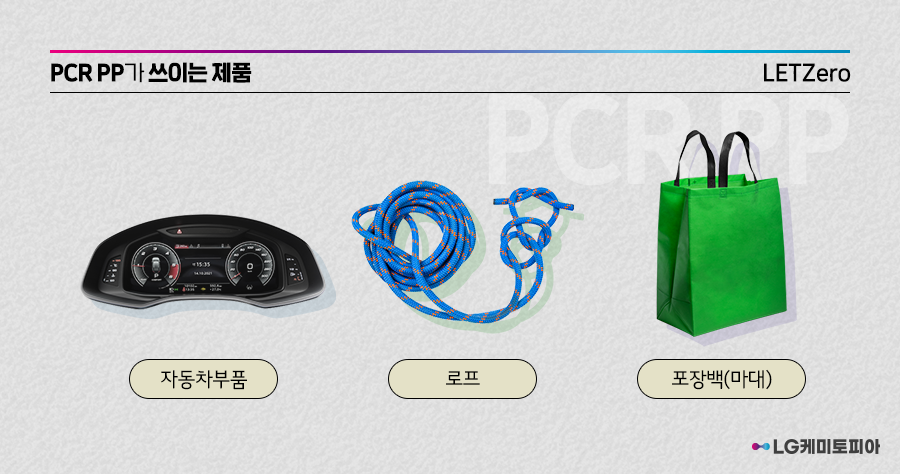 PCR PP가 쓰이는 제품
LETZero
PCR PP
15:35
자동차부품
로프
포장백(마대)
LG케미토피아